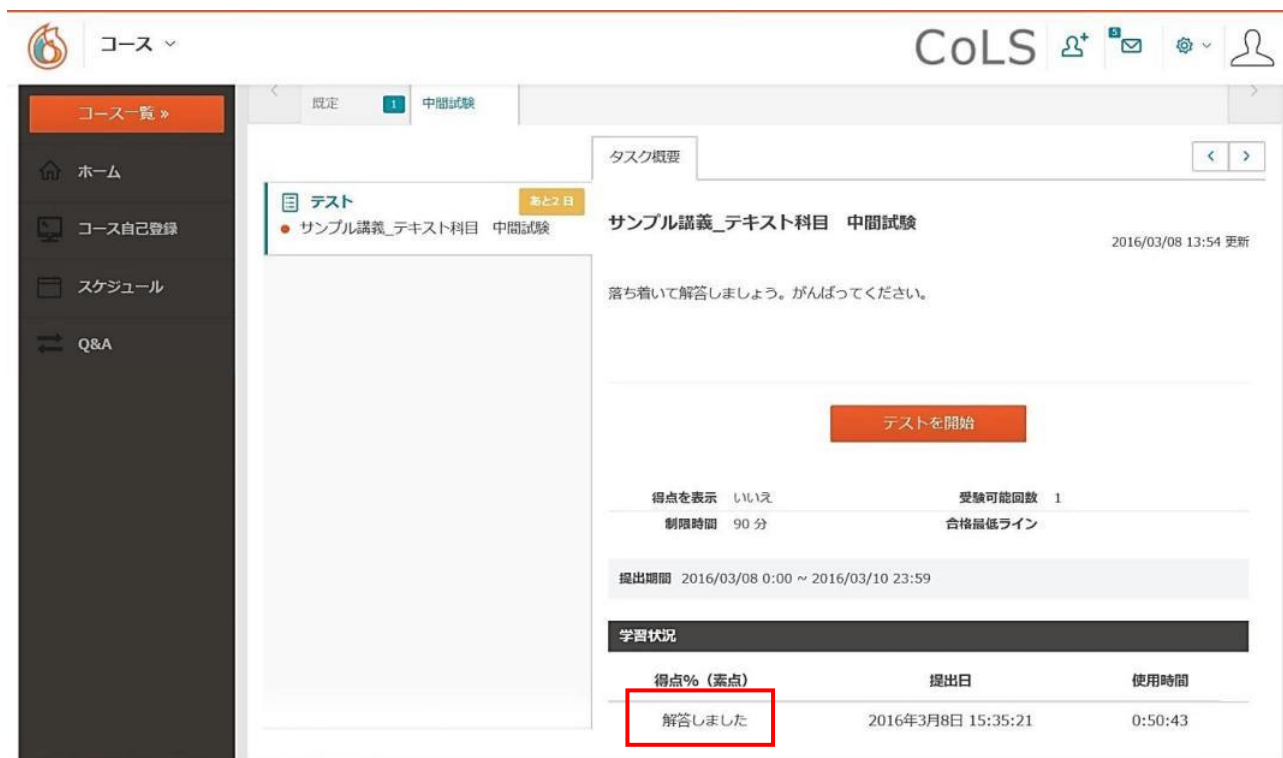 コース
CoLS
5
コース一覧 »
ホーム
コース自己登録
スケジュール
Q&A
既定 1 中間試験
テスト あと2 日
サンプル講義_テキスト科目 中間試験
タスク概要
サンプル講義_テキスト科目 中間試験
2016/03/08 13:54 更新
落ち着いて解答しましょう。がんばってください。
テストを開始
得点を表示 いいえ 受験可能回数 1
制限時間 90 分 合格最低ライン
提出期間 2016/03/08 0:00 ~ 2016/03/10 23:59
学習状況
得点%（素点） 提出日 使用時間
解答しました 2016年3月8日 15:35:21 0:50:43